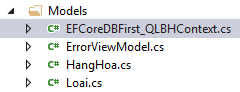 Models
C# EFCoreDBFirst_QLBHContext.cs
C# ErrorViewModel.cs
C# HangHoa.cs
C# Loai.cs